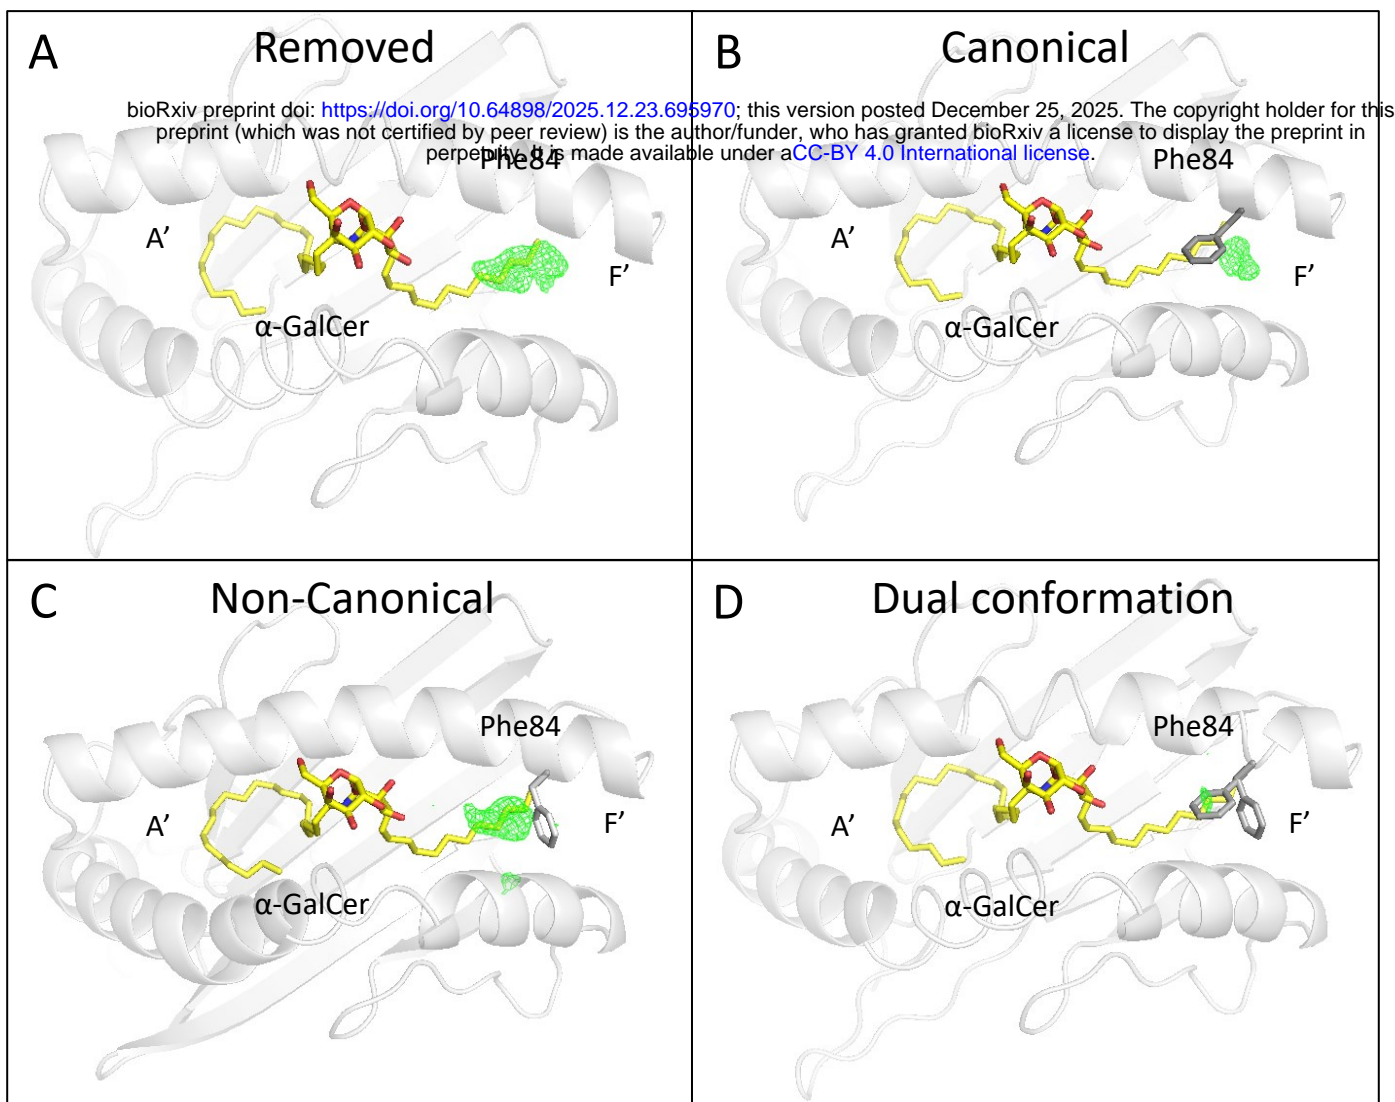 A
Removed
B
Canonical
bioRxiv preprint doi: https://doi.org/10.64898/2025.12.23.695970; this version posted December 25, 2025. The copyright holder for this
preprint (which was not certified by peer review) is the author/funder, who has granted bioRxiv a license to display the preprint in
perpetuity. It is made available under aCC-BY 4.0 International license.
Phe84
Phe84
A’
F’
α-GalCer
A’
F’
α-GalCer
C
Non-Canonical
D
Dual conformation
Phe84
A’
F’
α-GalCer
Phe84
A’
F’
α-GalCer